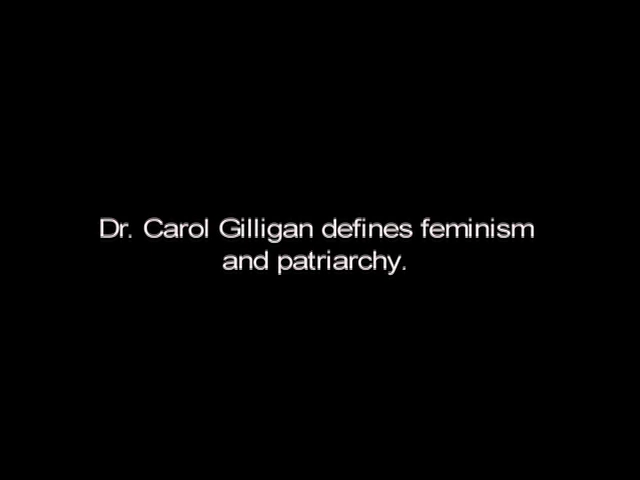 Dr. Carol Gilligan defines feminism
and patriarchy.